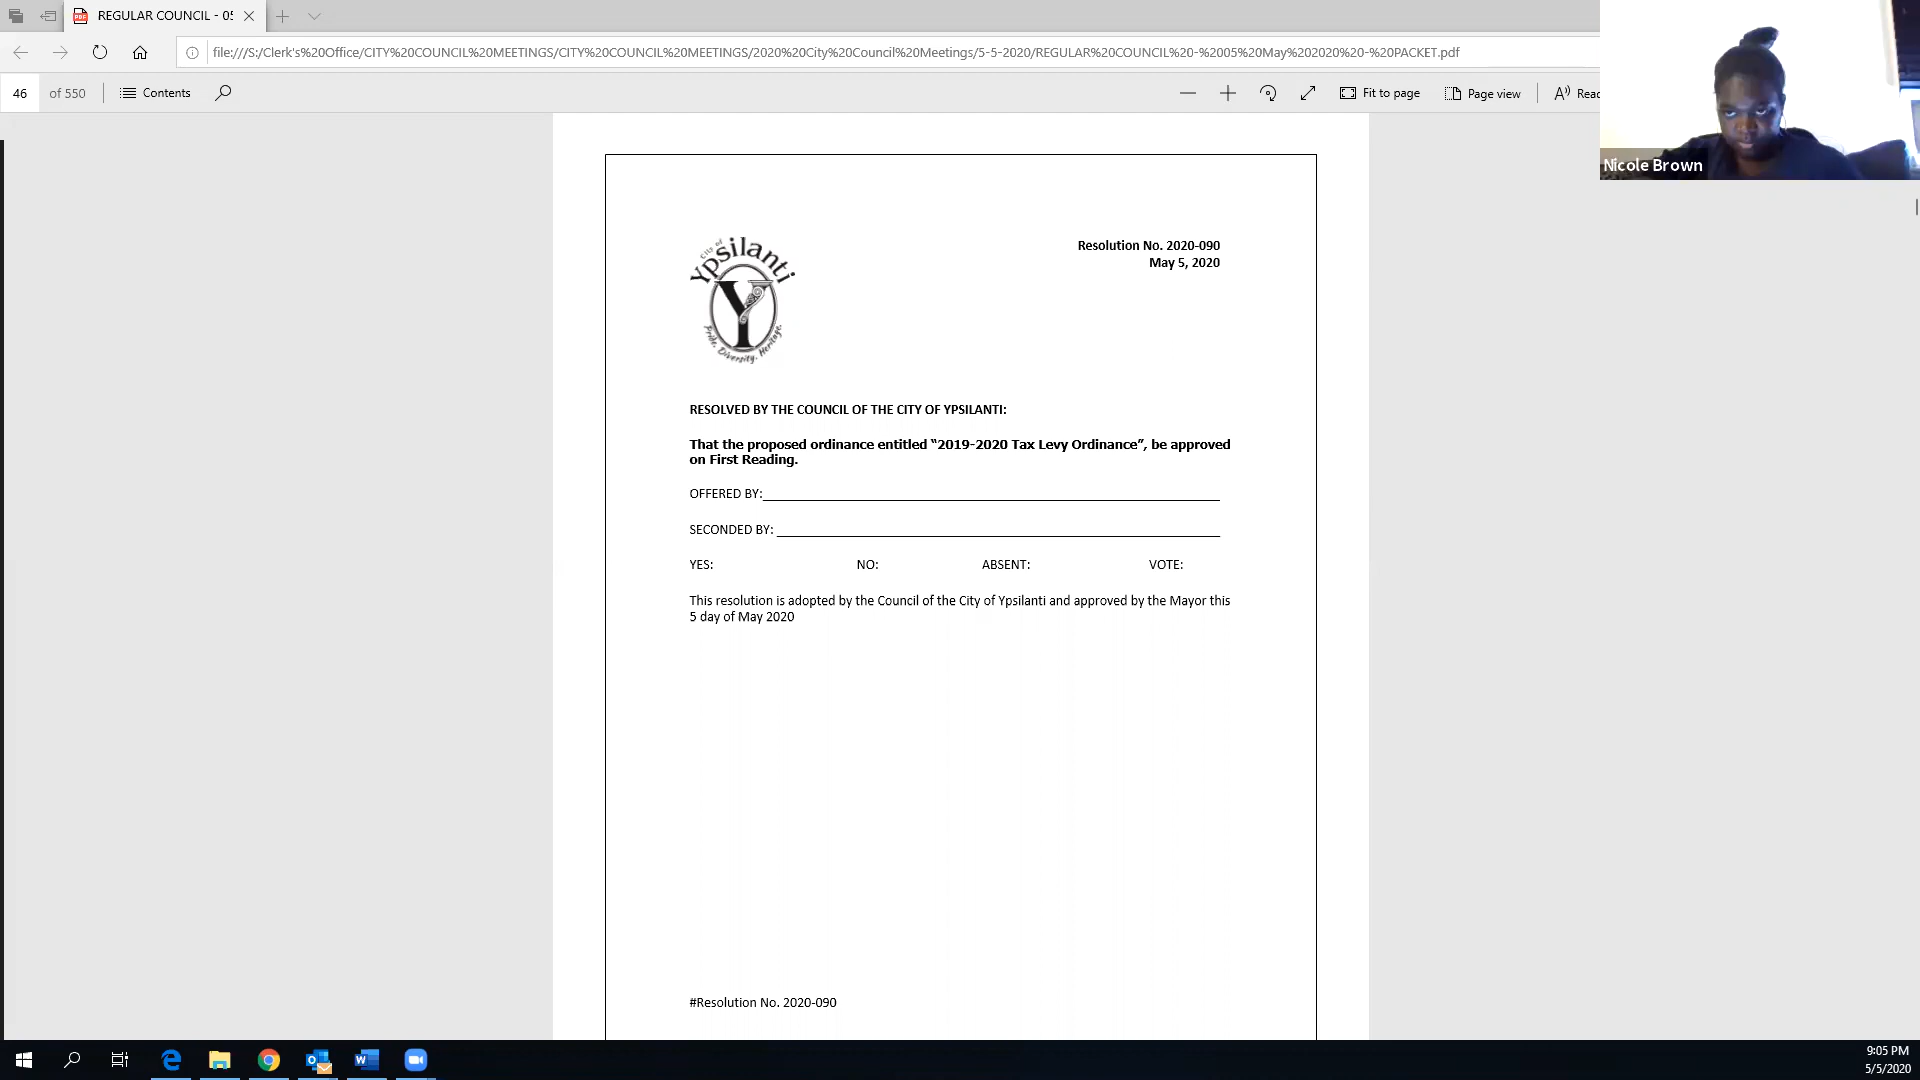 REGULAR COUNCIL - 05
file:///S:/Clerk's%20Office/CITY%20COUNCIL%20MEETINGS/CITY%20COUNCIL%20MEETINGS/2020%20City%20Council%20Meetings/5-5-2020/REGULAR%20COUNCIL%20-%2005%20May%202020%20-%20PACKET.pdf
46 of 550 Contents Fit to page Page view Read
Nicole Brown
City of
Ypsilanti
Y
Pride. Diversity. Heritage.
Resolution No. 2020-090
May 5, 2020
RESOLVED BY THE COUNCIL OF THE CITY OF YPSILANTI:
That the proposed ordinance entitled “2019-2020 Tax Levy Ordinance”, be approved
on First Reading.
OFFERED BY:
SECONDED BY:
YES: NO: ABSENT: VOTE:
This resolution is adopted by the Council of the City of Ypsilanti and approved by the Mayor this
5 day of May 2020
#Resolution No. 2020-090
9:05 PM
5/5/2020